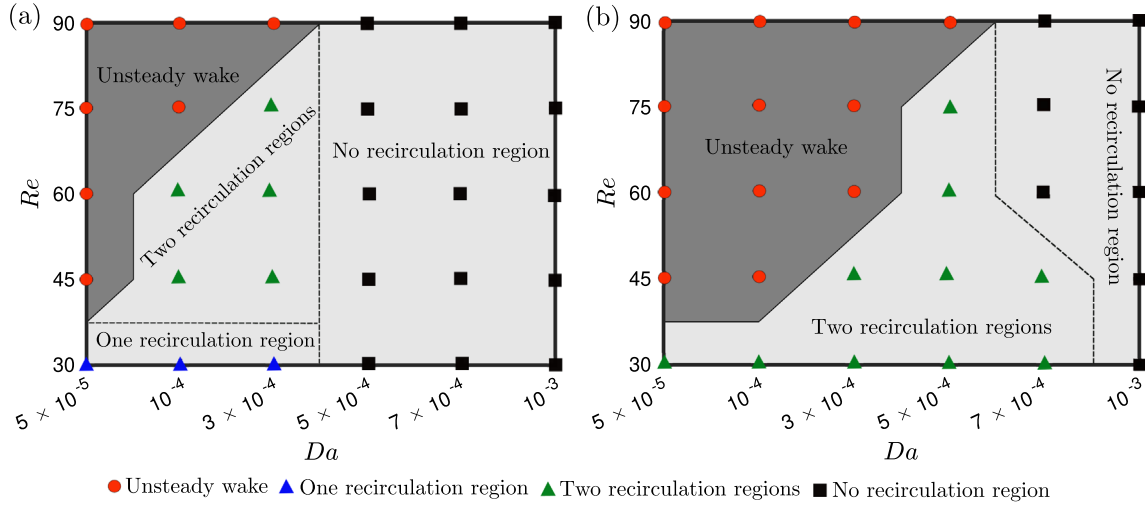 (a)
90
75
60
45
30
Re
Unsteady wake
Two recirculation regions
No recirculation region
One recirculation region
5 × 10-5
10-4
3 × 10-4
5 × 10-4
7 × 10-4
10-3
Da
(b)
90
75
60
45
30
Re
Unsteady wake
No recirculation region
Two recirculation regions
5 × 10-5
10-4
3 × 10-4
5 × 10-4
7 × 10-4
10-3
Da
Unsteady wake One recirculation region Two recirculation regions No recirculation region